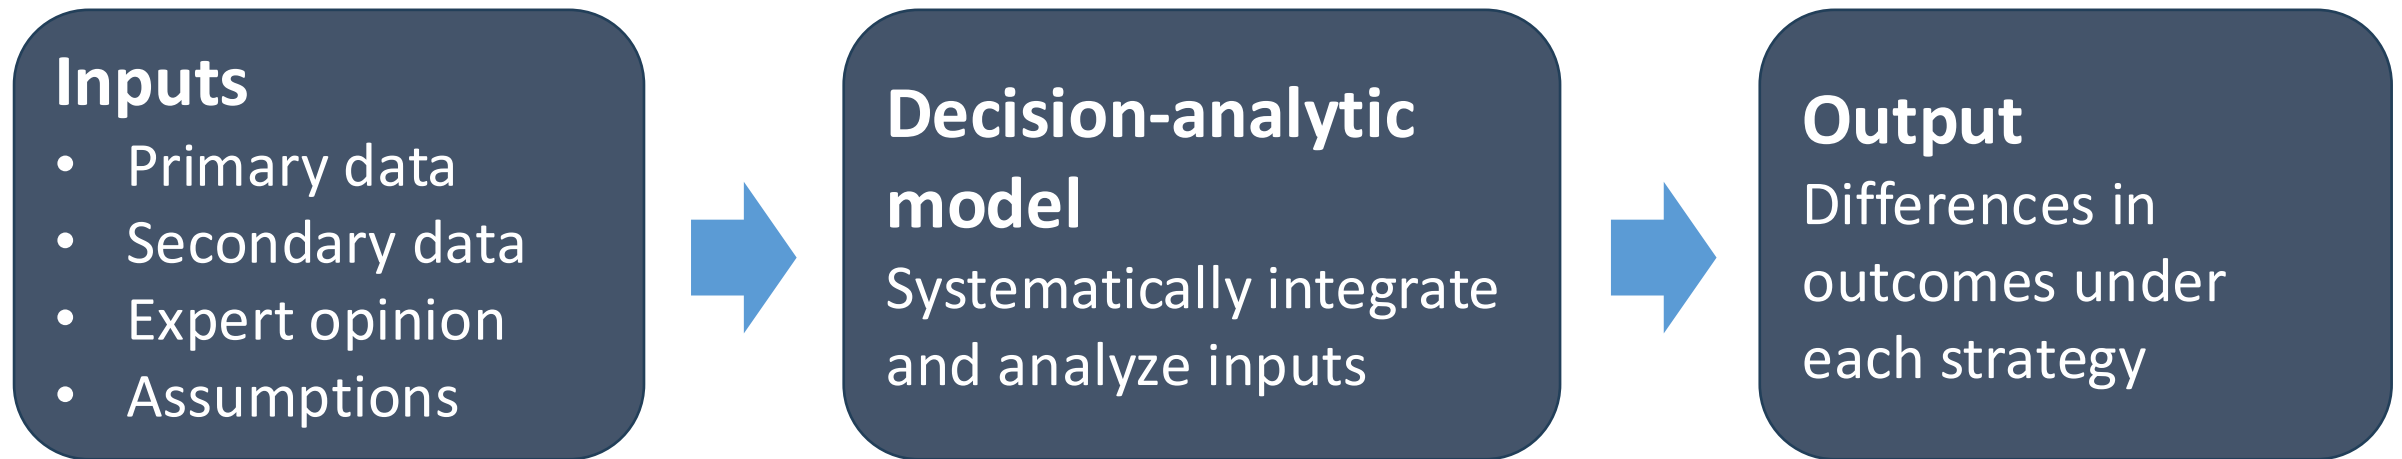 Inputs
• Primary data
• Secondary data
• Expert opinion
• Assumptions
Decision-analytic
model
Systematically integrate
and analyze inputs
Output
Differences in
outcomes under
each strategy